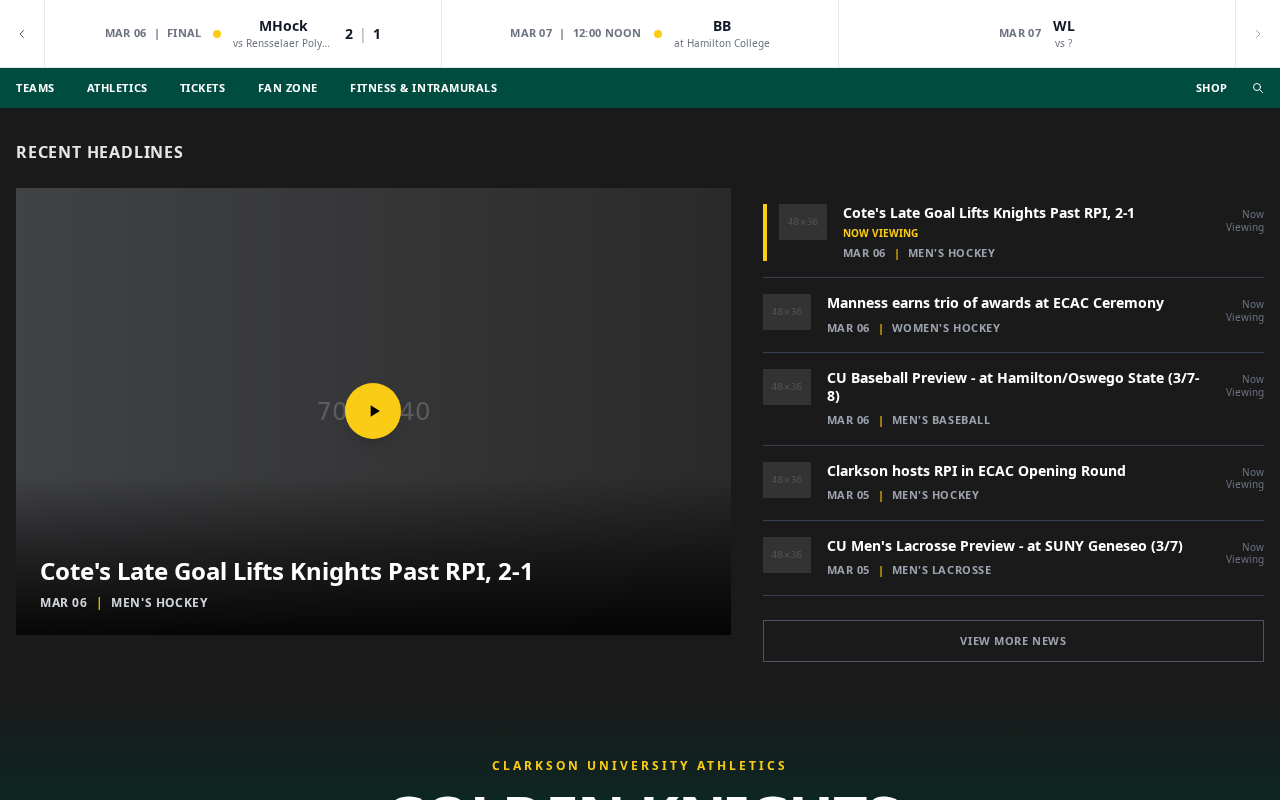 MAR 06 | FINAL
MHock
vs Rensselaer Poly...
2 | 1
MAR 07 | 12:00 NOON
BB
at Hamilton College
MAR 07
WL
vs ?
TEAMS
ATHLETICS
TICKETS
FAN ZONE
FITNESS & INTRAMURALS
SHOP
RECENT HEADLINES
Cote's Late Goal Lifts Knights Past RPI, 2-1
MAR 06 | MEN'S HOCKEY
48×36
Cote's Late Goal Lifts Knights Past RPI, 2-1
NOW VIEWING
MAR 06 | MEN'S HOCKEY
Now
Viewing
48×36
Manness earns trio of awards at ECAC Ceremony
MAR 06 | WOMEN'S HOCKEY
Now
Viewing
48×36
CU Baseball Preview - at Hamilton/Oswego State (3/7-
8)
MAR 06 | MEN'S BASEBALL
Now
Viewing
48×36
Clarkson hosts RPI in ECAC Opening Round
MAR 05 | MEN'S HOCKEY
Now
Viewing
48×36
CU Men's Lacrosse Preview - at SUNY Geneseo (3/7)
MAR 05 | MEN'S LACROSSE
Now
Viewing
VIEW MORE NEWS
CLARKSON UNIVERSITY ATHLETICS
GOLDEN KNIGHTS